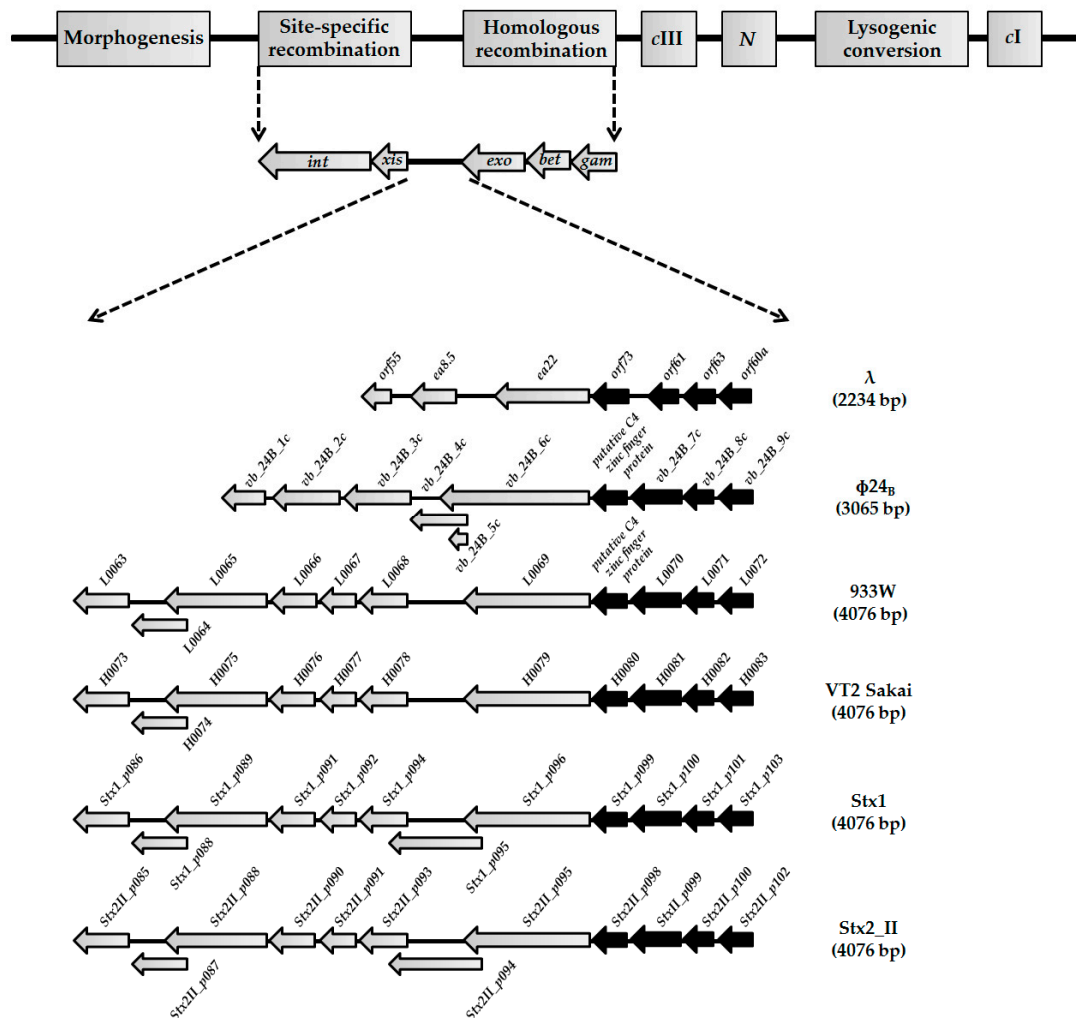 Morphogenesis
Site-specific
recombination
Homologous
recombination
cIII
N
Lysogenic
conversion
cI
int
xis
exo
bet
gam
orf55
ea8.5
ea22
orf73
orf61
orf63
orf60a
λ
(2234 bp)
vb_24B_1c
vb_24B_2c
vb_24B_3c
vb_24B_4c
vb_24B_6c
putative C4
zinc finger
protein
vb_24B_7c
vb_24B_8c
vb_24B_9c
vb_24B_5c
ϕ24B
(3065 bp)
L0063
L0065
L0066
L0067
L0068
L0069
putative C4
zinc finger
protein
L0070
L0071
L0072
L0064
933W
(4076 bp)
H0073
H0075
H0076
H0077
H0078
H0079
H0080
H0081
H0082
H0083
H0074
VT2 Sakai
(4076 bp)
Stx1_p086
Stx1_p089
Stx1_p091
Stx1_p092
Stx1_p094
Stx1_p096
Stx1_p099
Stx1_p100
Stx1_p101
Stx1_p103
Stx1_p088
Stx1_p095
Stx1
(4076 bp)
Stx2II_p085
Stx2II_p088
Stx2II_p090
Stx2II_p091
Stx2II_p093
Stx2II_p095
Stx2II_p098
StxII_p099
Stx2II_p100
Stx2II_p102
Stx2II_p087
Stx2II_p094
Stx2_II
(4076 bp)